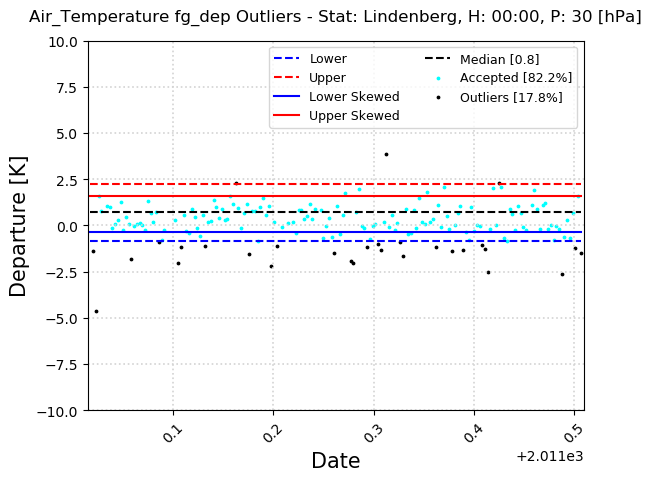 Air_Temperature fg_dep Outliers - Stat: Lindenberg, H: 00:00, P: 30 [hPa]
Lower
Upper
Lower Skewed
Upper Skewed
Median [0.8]
Accepted [82.2%]
Outliers [17.8%]
Departure [K]
10.0
7.5
5.0
2.5
0.0
−2.5
−5.0
−7.5
−10.0
0.1
0.2
0.3
0.4
0.5
+2.011e3
Date